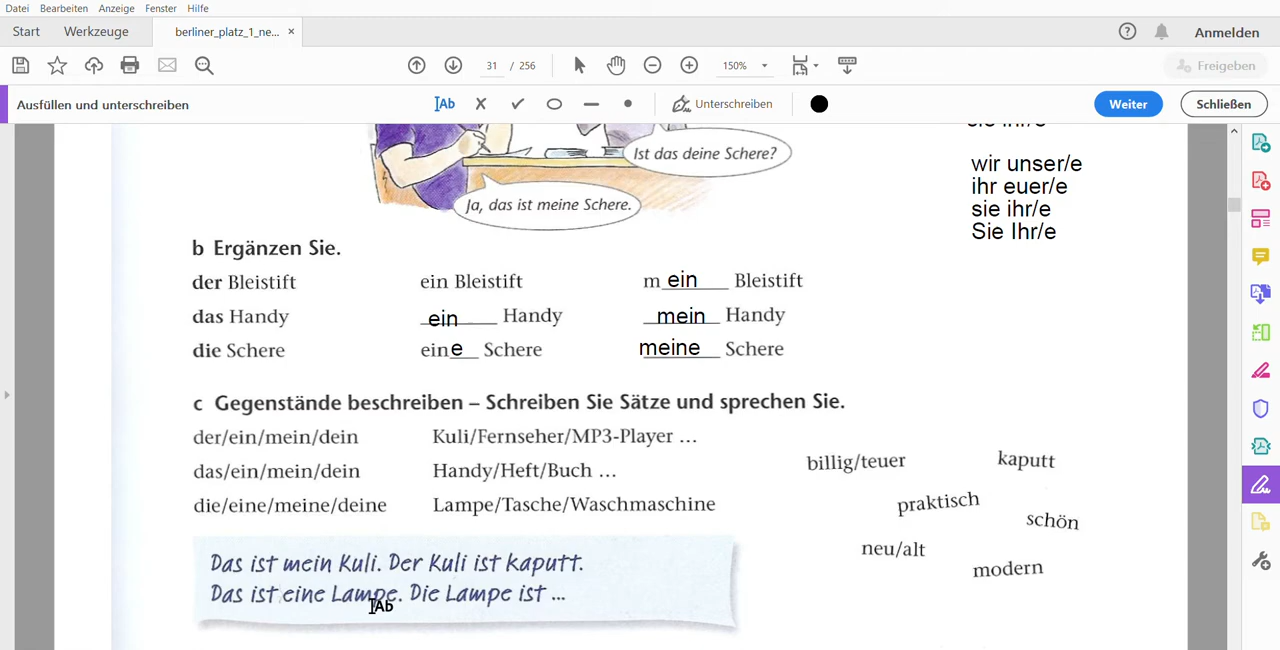 Datei Bearbeiten Anzeige Fenster Hilfe
Start Werkzeuge berliner_platz_1_ne... × Anmelden
31 / 256 150% Freigeben
Ausfüllen und unterschreiben Ab Unterschreiben Weiter Schließen
Ist das deine Schere?
Ja, das ist meine Schere.
sie ihr/e
wir unser/e
ihr euer/e
sie ihr/e
Sie Ihr/e
b Ergänzen Sie.
der Bleistift ein Bleistift m ein Bleistift
das Handy ein Handy mein Handy
die Schere eine Schere meine Schere
c Gegenstände beschreiben – Schreiben Sie Sätze und sprechen Sie.
der/ein/mein/dein Kuli/Fernseher/MP3-Player ...
das/ein/mein/dein Handy/Heft/Buch ...
die/eine/meine/deine Lampe/Tasche/Waschmaschine
billig/teuer kaputt
praktisch
schön
neu/alt
modern
Das ist mein Kuli. Der Kuli ist kaputt.
Das ist eine Lampe. Die Lampe ist ...
Ab